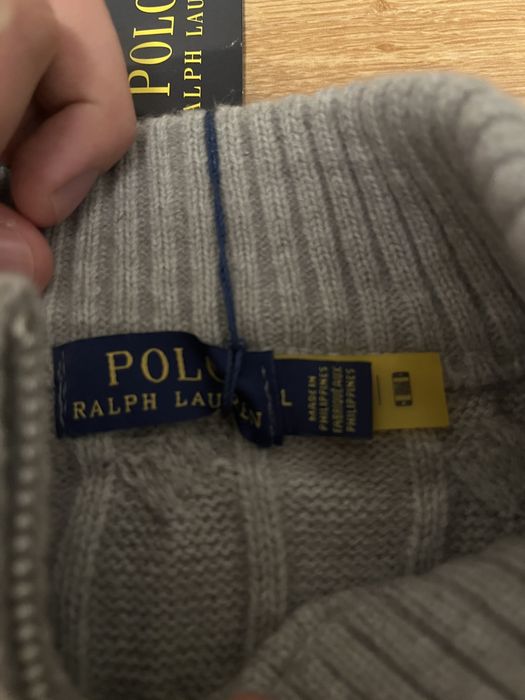 POLO
RALPH LAU
POLO
RALPH LAUREN
L
MADE IN
PHILIPPINES
FABRIQUÉ AUX
PHILIPPINES